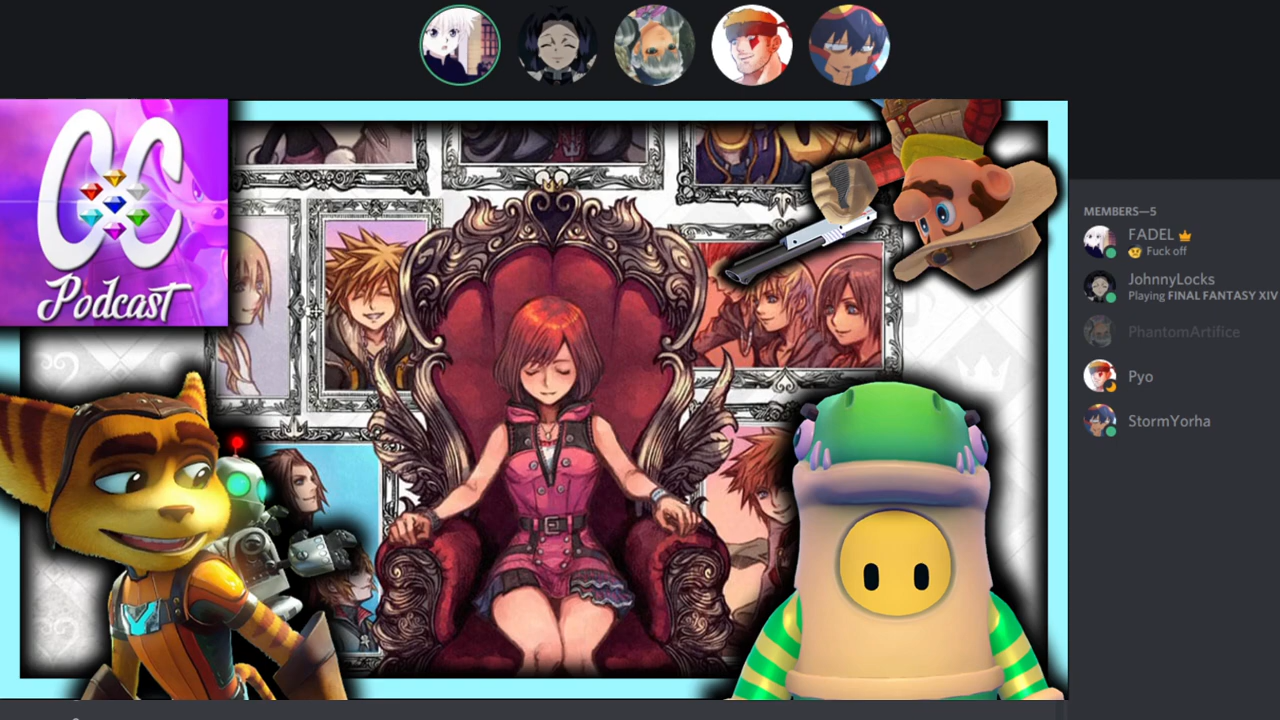 CC
Podcast
MEMBERS—5
FADEL
Fuck off
JohnnyLocks
Playing FINAL FANTASY XIV
PhantomArtifice
Pyo
StormYorha